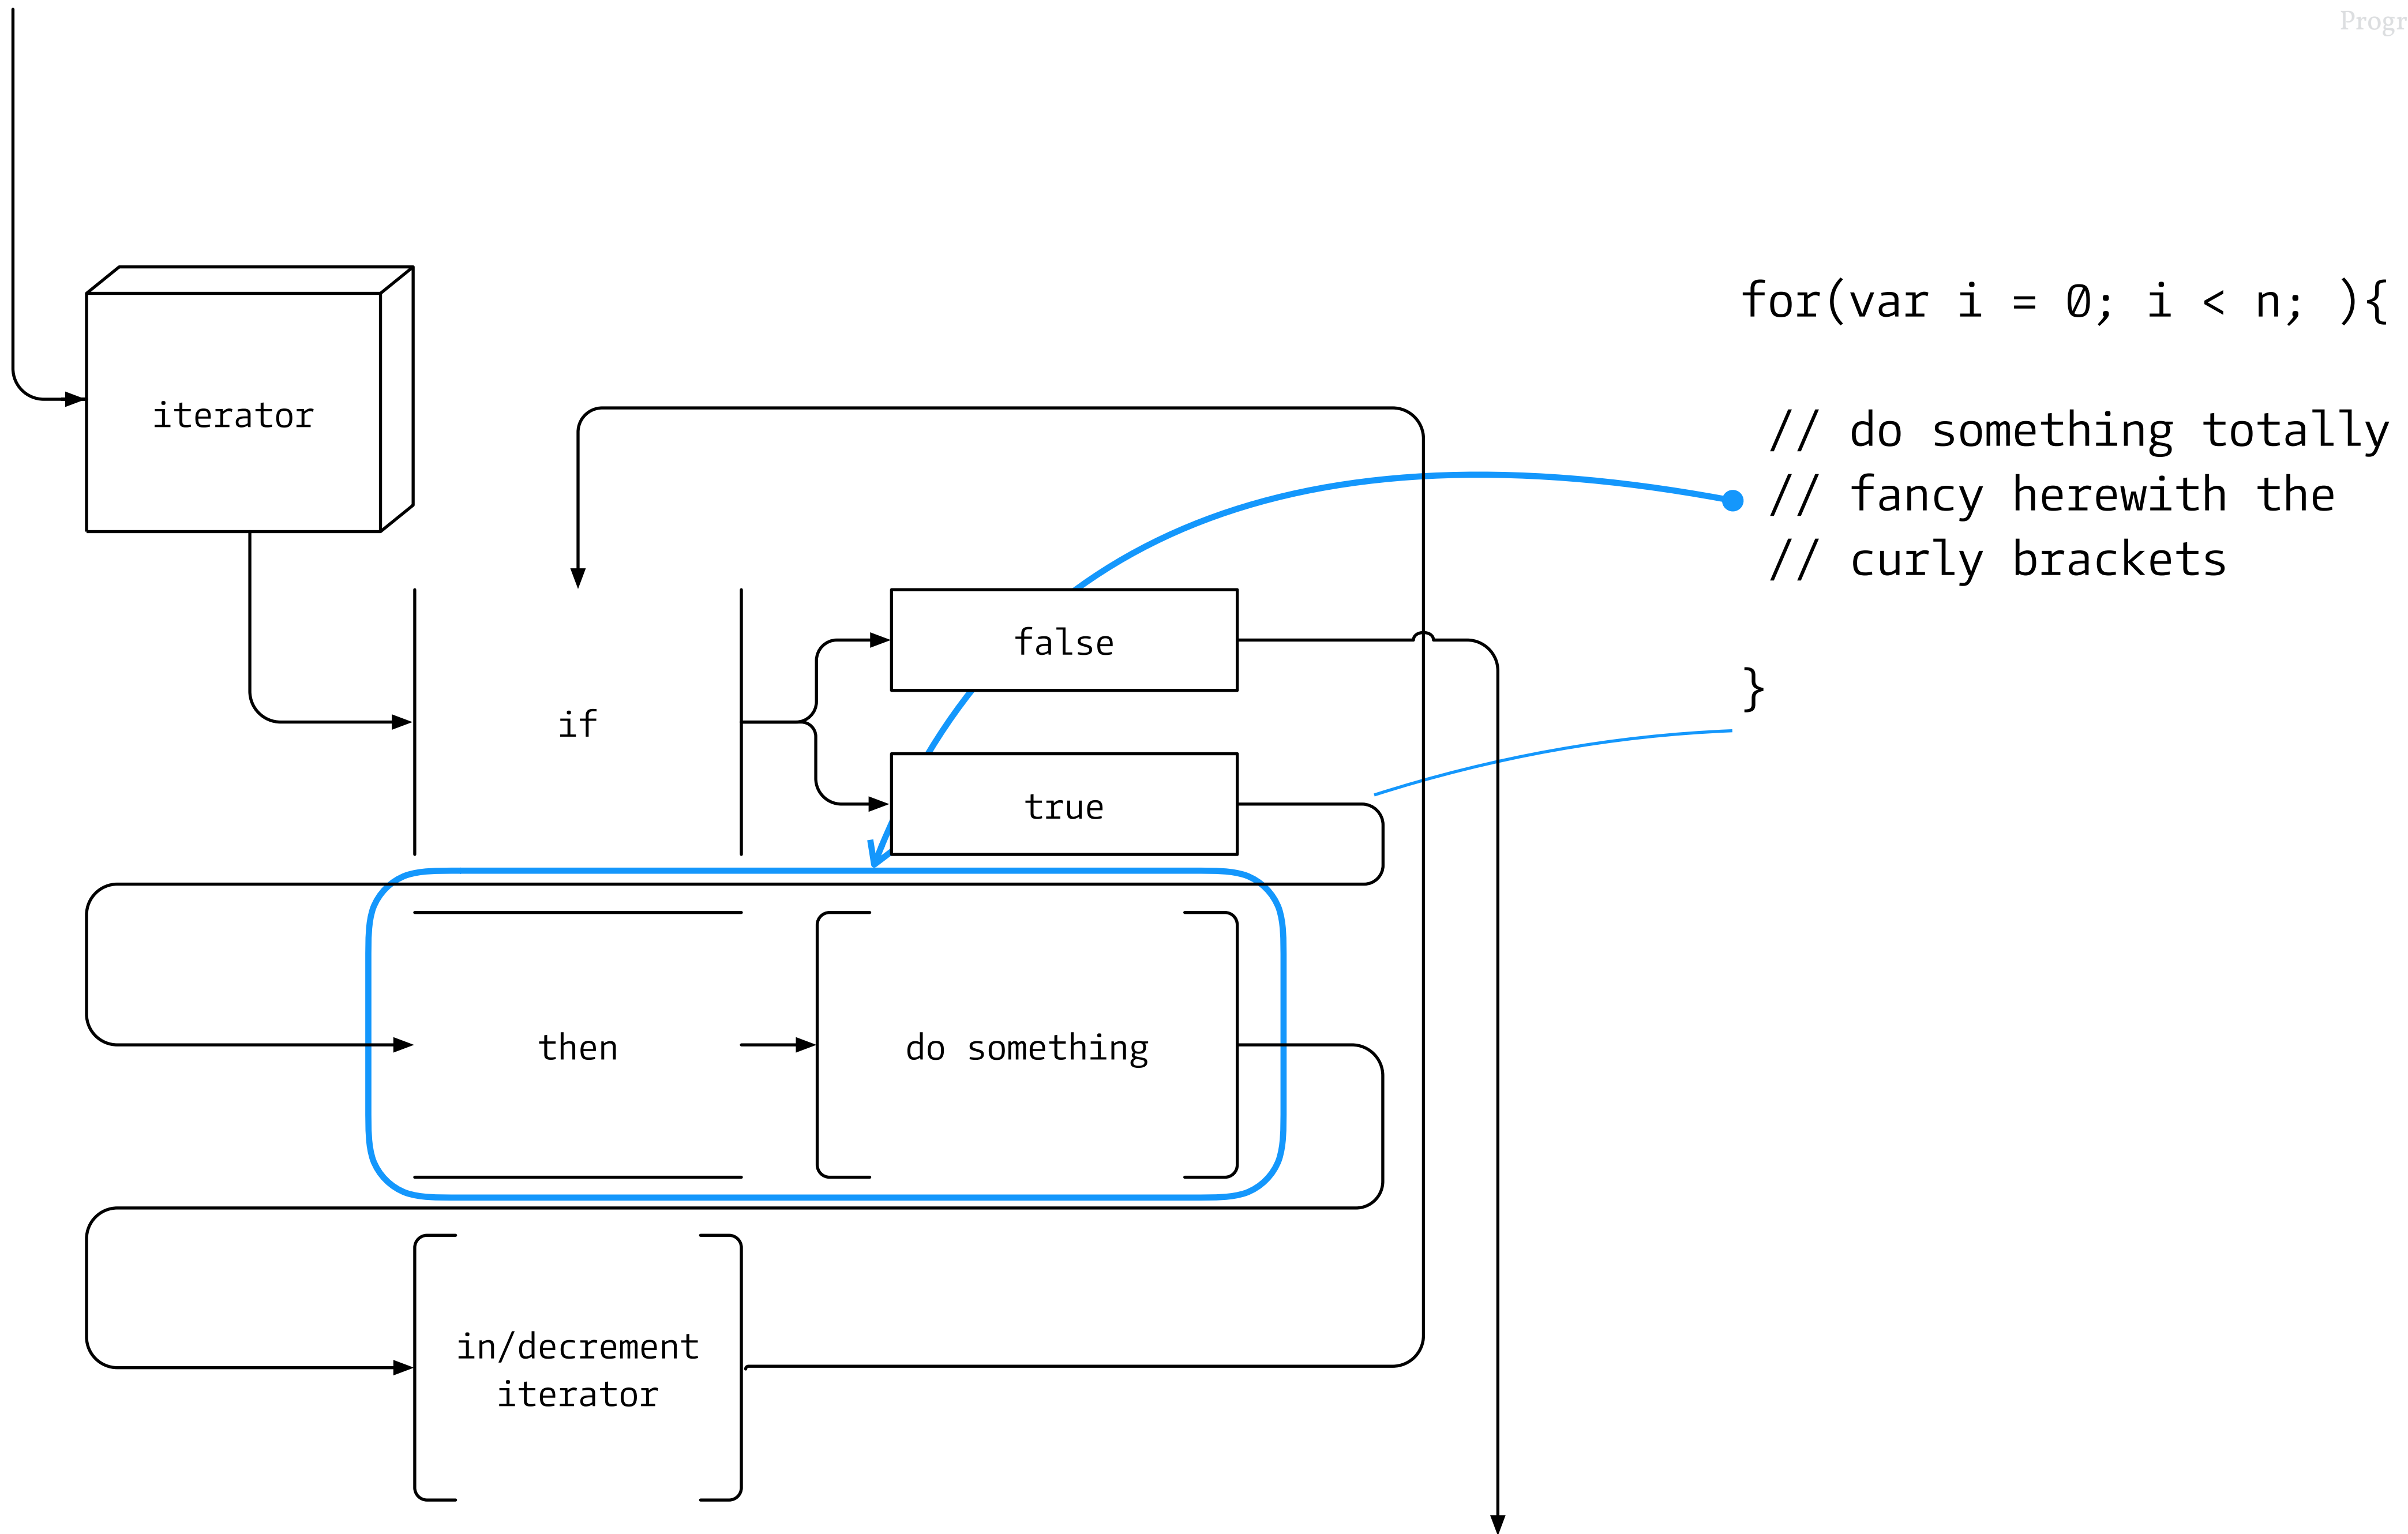 Progr
iterator
for(var i = 0; i < n; ){
// do something totally
// fancy herewith the
// curly brackets
}
if
false
true
then
do something
in/decrement
iterator